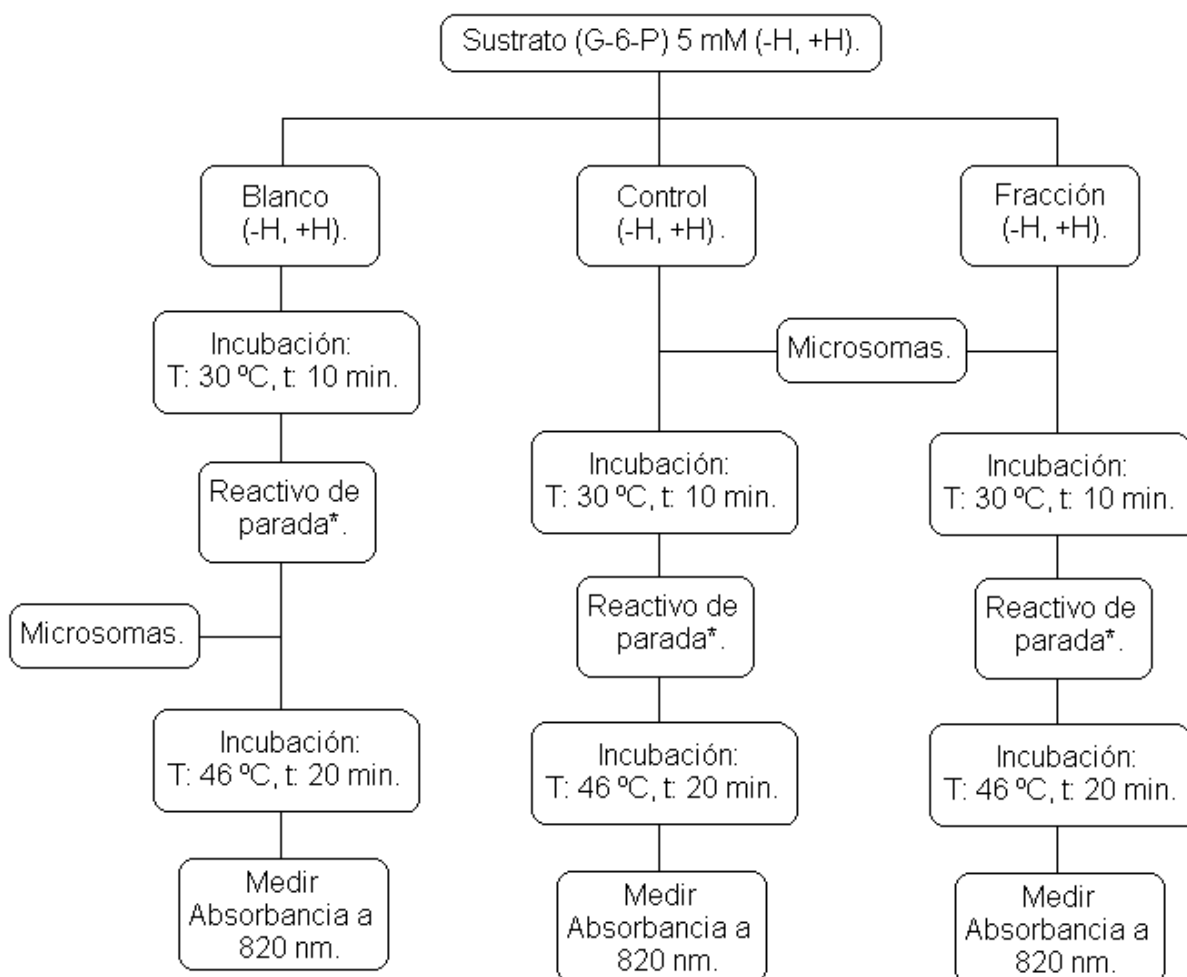 Sustrato (G-6-P) 5 mM (-H, +H).
Blanco
(-H, +H).
Control
(-H, +H) .
Fracción
(-H, +H).
Incubación:
T: 30 ºC, t: 10 min.
Microsomas.
Reactivo de
parada*.
Incubación:
T: 30 ºC, t: 10 min.
Incubación:
T: 30 ºC, t: 10 min.
Microsomas.
Reactivo de
parada*.
Reactivo de
parada*.
Incubación:
T: 46 ºC, t: 20 min.
Incubación:
T: 46 ºC, t: 20 min.
Incubación:
T: 46 ºC, t: 20 min.
Medir
Absorbancia a
820 nm.
Medir
Absorbancia a
820 nm.
Medir
Absorbancia a
820 nm.